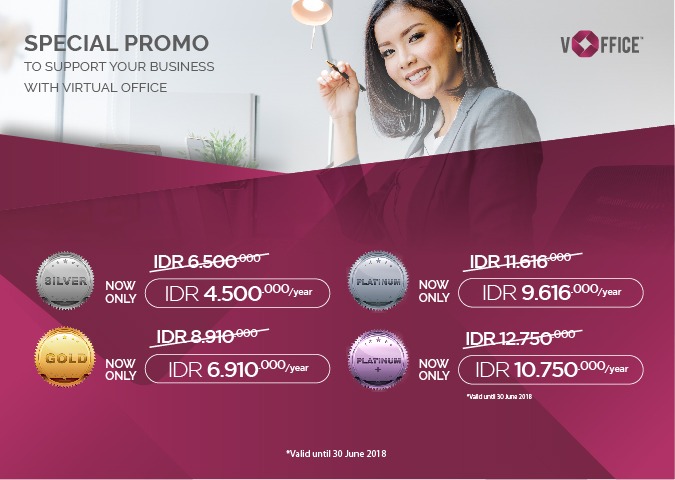 SPECIAL PROMO
TO SUPPORT YOUR BUSINESS
WITH VIRTUAL OFFICE
VOFFICE™
SILVER
IDR 6.500.000
NOW ONLY
IDR 4.500.000/year
PLATINUM
IDR 11.616.000
NOW ONLY
IDR 9.616.000/year
GOLD
IDR 8.910.000
NOW ONLY
IDR 6.910.000/year
PLATINUM
+
IDR 12.750.000
NOW ONLY
IDR 10.750.000/year
*Valid until 30 June 2018
*Valid until 30 June 2018